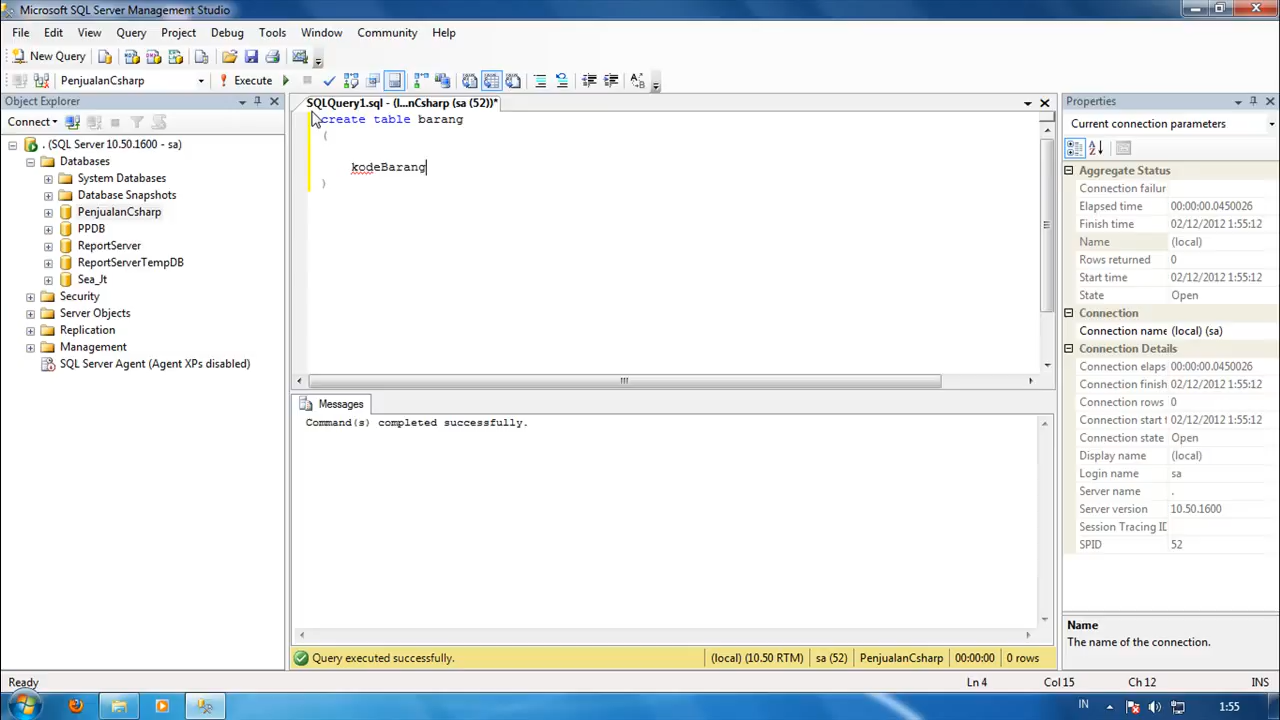 Microsoft SQL Server Management Studio
File Edit View Query Project Debug Tools Window Community Help
New Query
PenjualanCsharp Execute
Object Explorer
Connect
. (SQL Server 10.50.1600 - sa)
Databases
System Databases
Database Snapshots
PenjualanCsharp
PPDB
ReportServer
ReportServerTempDB
Sea_Jt
Security
Server Objects
Replication
Management
SQL Server Agent (Agent XPs disabled)
SQLQuery1.sql - (l...nCsharp (sa (52))*
create table barang
(
kodeBarang
)
Messages
Command(s) completed successfully.
Query executed successfully. (local) (10.50 RTM) sa (52) PenjualanCsharp 00:00:00 0 rows
Properties
Current connection parameters
Aggregate Status
Connection failur
Elapsed time 00:00:00.0450026
Finish time 02/12/2012 1:55:12
Name (local)
Rows returned 0
Start time 02/12/2012 1:55:12
State Open
Connection
Connection name (local) (sa)
Connection Details
Connection elaps 00:00:00.0450026
Connection finish 02/12/2012 1:55:12
Connection rows 0
Connection start t 02/12/2012 1:55:12
Connection state Open
Display name (local)
Login name sa
Server name .
Server version 10.50.1600
Session Tracing ID
SPID 52
Name
The name of the connection.
Ready Ln 4 Col 15 Ch 12 INS
IN 1:55